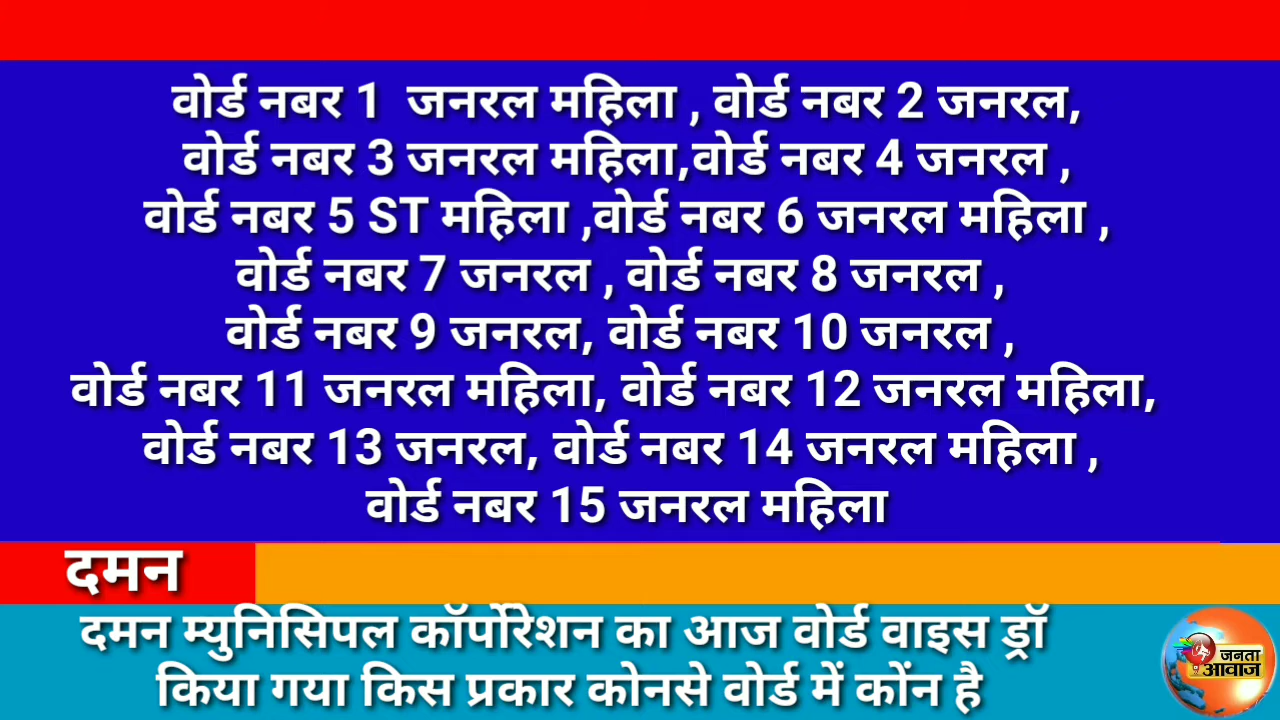 वोर्ड नबर 1 जनरल महिला , वोर्ड नबर 2 जनरल,
वोर्ड नबर 3 जनरल महिला,वोर्ड नबर 4 जनरल ,
वोर्ड नबर 5 ST महिला ,वोर्ड नबर 6 जनरल महिला ,
वोर्ड नबर 7 जनरल , वोर्ड नबर 8 जनरल ,
वोर्ड नबर 9 जनरल, वोर्ड नबर 10 जनरल ,
वोर्ड नबर 11 जनरल महिला, वोर्ड नबर 12 जनरल महिला,
वोर्ड नबर 13 जनरल, वोर्ड नबर 14 जनरल महिला ,
वोर्ड नबर 15 जनरल महिला
दमन
दमन म्युनिसिपल कॉर्पोरेशन का आज वोर्ड वाइस ड्रॉ
किया गया किस प्रकार कोनसे वोर्ड में कोंन है
जनता
आवाज